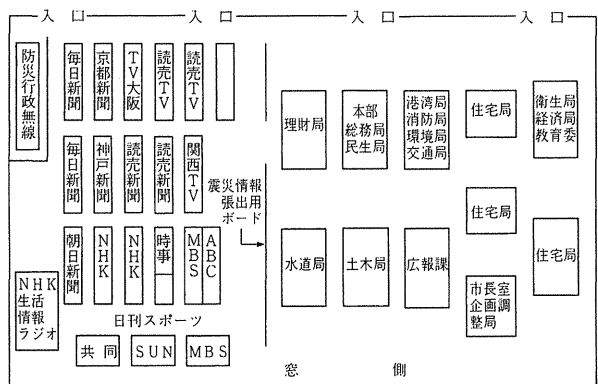 入口 入口 入口 入口
防災行政無線
毎日新聞
京都新聞
TV大阪
読売TV
読売TV
毎日新聞
神戸新聞
読売新聞
読売新聞
関西TV
朝日新聞
NHK
NHK
時事
MBS
ABC
NHK
生活
情報
ラジオ
日刊スポーツ
共同
SUN
MBS
震災情報
張出用
ボード
理財局
本部
総務局
民生局
港湾局
消防局
環境局
交通局
住宅局
衛生局
経済局
教育委
住宅局
水道局
土木局
広報課
市長室
企画調
整局
住宅局
窓側